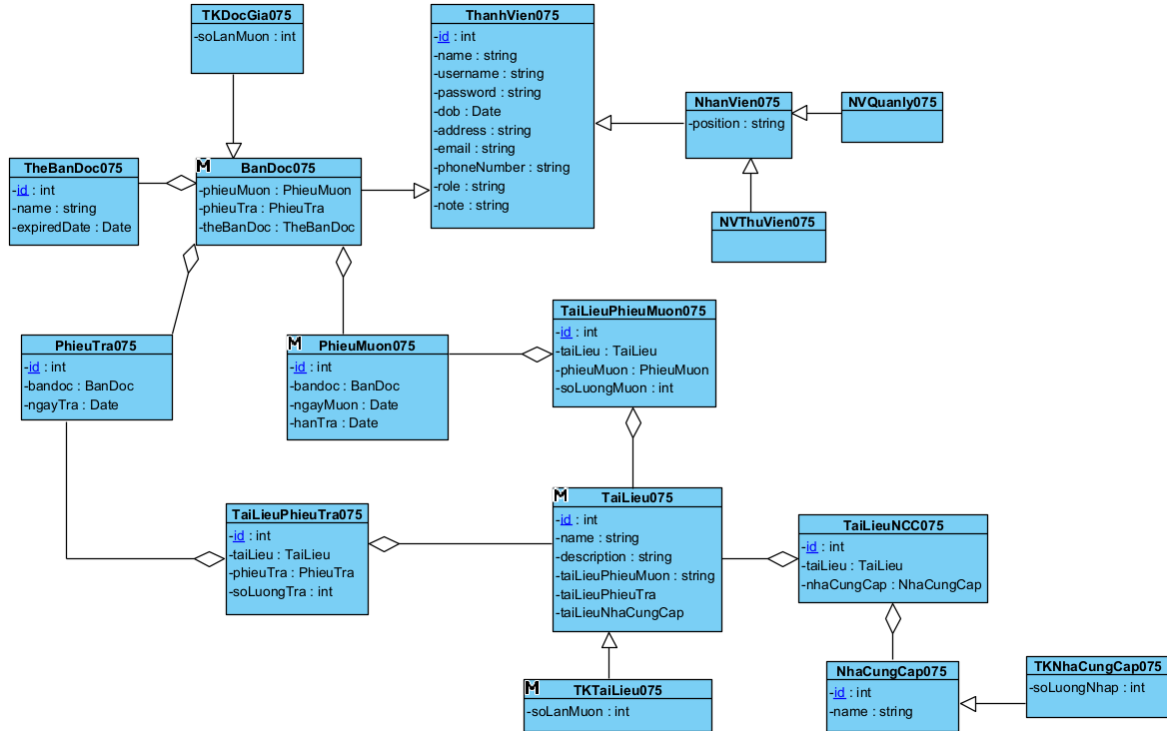 TKDocGia075
-soLanMuon : int
ThanhVien075
-id : int
-name : string
-username : string
-password : string
-dob : Date
-address : string
-email : string
-phoneNumber : string
-role : string
-note : string
NhanVien075
-position : string
NVQuanly075
NVThuVien075
TheBanDoc075
-id : int
-name : string
-expiredDate : Date
M
BanDoc075
-phieuMuon : PhieuMuon
-phieuTra : PhieuTra
-theBanDoc : TheBanDoc
PhieuTra075
-id : int
-bandoc : BanDoc
-ngayTra : Date
M
PhieuMuon075
-id : int
-bandoc : BanDoc
-ngayMuon : Date
-hanTra : Date
TaiLieuPhieuMuon075
-id : int
-taiLieu : TaiLieu
-phieuMuon : PhieuMuon
-soLuongMuon : int
TaiLieuPhieuTra075
-id : int
-taiLieu : TaiLieu
-phieuTra : PhieuTra
-soLuongTra : int
M
TaiLieu075
-id : int
-name : string
-description : string
-taiLieuPhieuMuon : string
-taiLieuPhieuTra
-taiLieuNhaCungCap
TaiLieuNCC075
-id : int
-taiLieu : TaiLieu
-nhaCungCap : NhaCungCap
M
TKTaiLieu075
-soLanMuon : int
NhaCungCap075
-id : int
-name : string
TKNhaCungCap075
-soLuongNhap : int